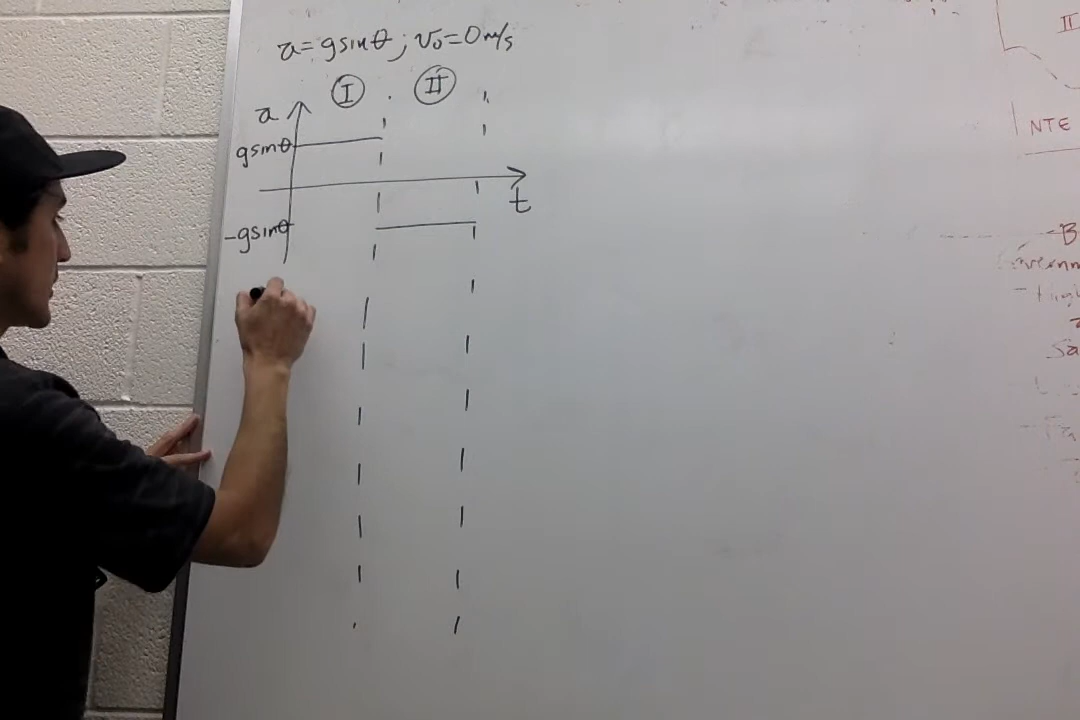 a = g sin θ ; v₀ = 0 m/s
I II
a
g sin θ
t
-g sin θ
II
NTE
- B